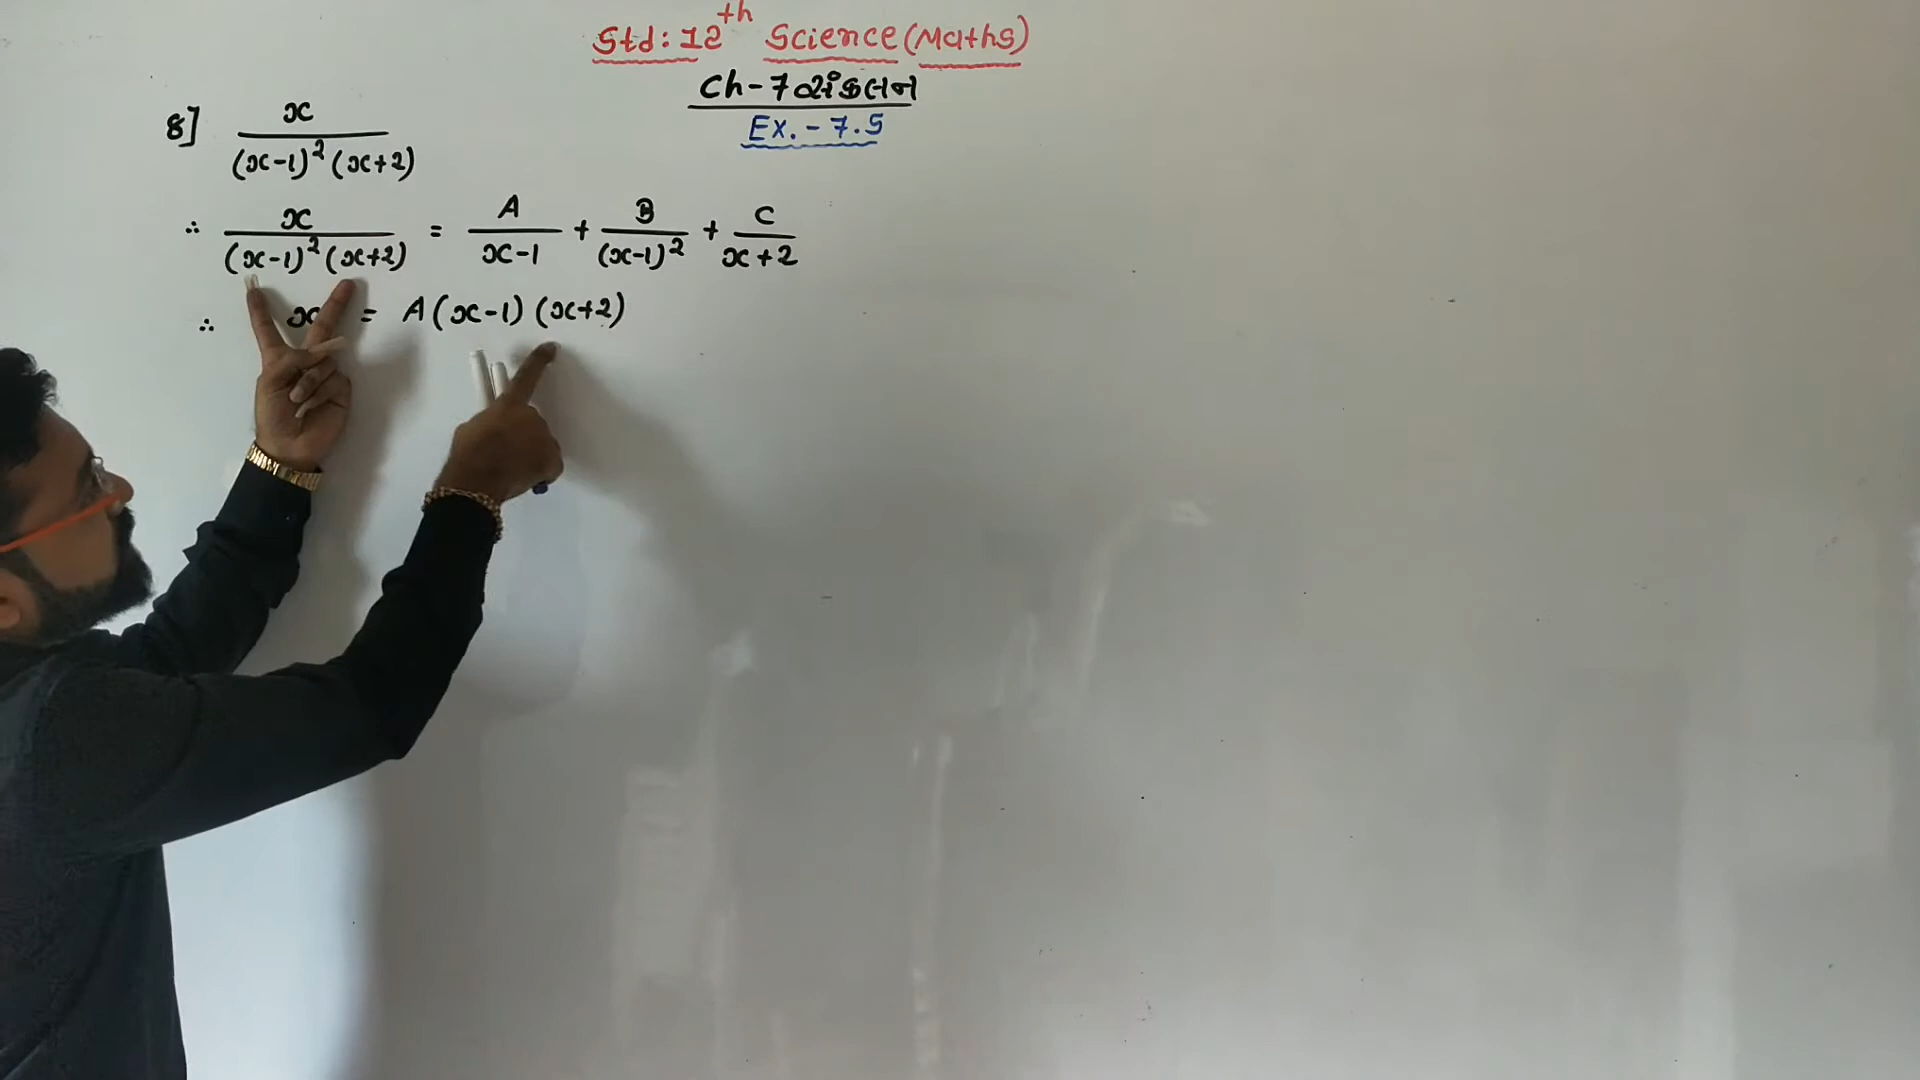 Std: 12th Science (Maths)
Ch-7 સંકલન
Ex.-7.5
8] x / (x-1)² (x+2)
∴ x / (x-1)² (x+2) = A / x-1 + B / (x-1)² + C / x+2
∴ x = A(x-1) (x+2)